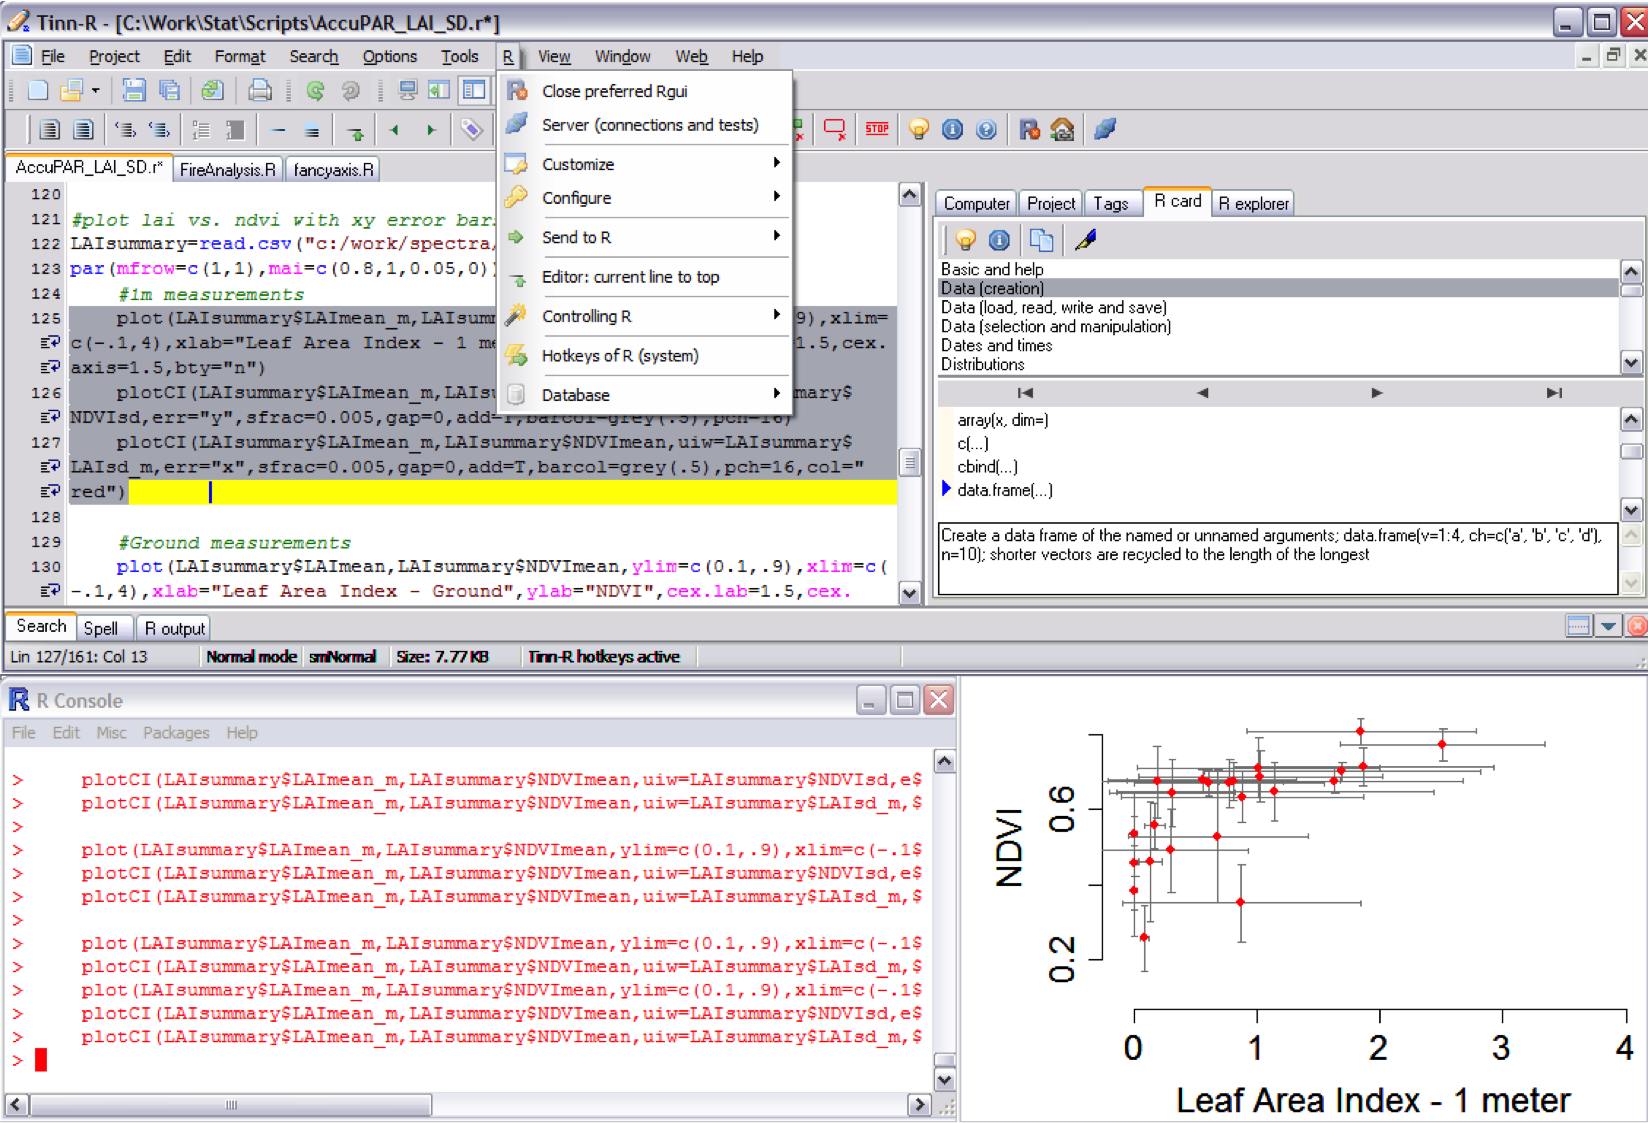 Tinn-R - [C:\Work\Stat\Scripts\AccuPAR_LAI_SD.r*]
File Project Edit Format Search Options Tools R View Window Web Help
Close preferred Rgui
Server (connections and tests)
Customize
Configure
Send to R
Editor: current line to top
Controlling R
Hotkeys of R (system)
Database
STOP
AccuPAR_LAI_SD.r* FireAnalysis.R fancyaxis.R
120
121 #plot lai vs. ndvi with xy error bar
122 LAIsummary=read.csv("c:/work/spectra/
123 par(mfrow=c(1,1),mai=c(0.8,1,0.05,0))
124 #1m measurements
125 plot(LAIsummary$LAImean_m,LAIsum 9),xlim=
c(-.1,4),xlab="Leaf Area Index - 1 me 1.5,cex.
axis=1.5,bty="n")
126 plotCI(LAIsummary$LAImean_m,LAIs mary$
NDVIsd,err="y",sfrac=0.005,gap=0,add=T,barcol=grey(.5),pch=16)
127 plotCI(LAIsummary$LAImean_m,LAIsummary$NDVImean,uiw=LAIsummary$
LAIsd_m,err="x",sfrac=0.005,gap=0,add=T,barcol=grey(.5),pch=16,col="
red")
128
129 #Ground measurements
130 plot(LAIsummary$LAImean,LAIsummary$NDVImean,ylim=c(0.1,.9),xlim=c(
-.1,4),xlab="Leaf Area Index - Ground",ylab="NDVI",cex.lab=1.5,cex.
Computer Project Tags R card R explorer
Basic and help
Data (creation)
Data (load, read, write and save)
Data (selection and manipulation)
Dates and times
Distributions
array(x, dim=)
c(...)
cbind(...)
data.frame(...)
Create a data frame of the named or unnamed arguments; data.frame(v=1:4, ch=c('a', 'b', 'c', 'd'),
n=10); shorter vectors are recycled to the length of the longest
Search Spell R output
Lin 127/161: Col 13 Normal mode smNormal Size: 7.77 KB Tinn-R hotkeys active
R Console
File Edit Misc Packages Help
> plotCI(LAIsummary$LAImean_m,LAIsummary$NDVImean,uiw=LAIsummary$NDVIsd,e$
> plotCI(LAIsummary$LAImean_m,LAIsummary$NDVImean,uiw=LAIsummary$LAIsd_m,$
>
> plot(LAIsummary$LAImean_m,LAIsummary$NDVImean,ylim=c(0.1,.9),xlim=c(-.1$
> plotCI(LAIsummary$LAImean_m,LAIsummary$NDVImean,uiw=LAIsummary$NDVIsd,e$
> plotCI(LAIsummary$LAImean_m,LAIsummary$NDVImean,uiw=LAIsummary$LAIsd_m,$
>
> plot(LAIsummary$LAImean_m,LAIsummary$NDVImean,ylim=c(0.1,.9),xlim=c(-.1$
> plotCI(LAIsummary$LAImean_m,LAIsummary$NDVImean,uiw=LAIsummary$LAIsd_m,$
> plot(LAIsummary$LAImean_m,LAIsummary$NDVImean,ylim=c(0.1,.9),xlim=c(-.1$
> plotCI(LAIsummary$LAImean_m,LAIsummary$NDVImean,uiw=LAIsummary$NDVIsd,e$
> plotCI(LAIsummary$LAImean_m,LAIsummary$NDVImean,uiw=LAIsummary$LAIsd_m,$
>
NDVI
0.6
0.2
0 1 2 3 4
Leaf Area Index - 1 meter